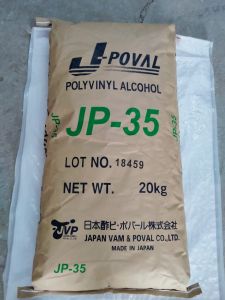 J-POVAL
POLYVINYL ALCOHOL
JP-35
LOT NO. 18459
NET WT. 20kg
JVP
日本酢ビ・ポバール株式会社
JAPAN VAM & POVAL CO.,LTD.
MADE IN JAPAN
JP-35